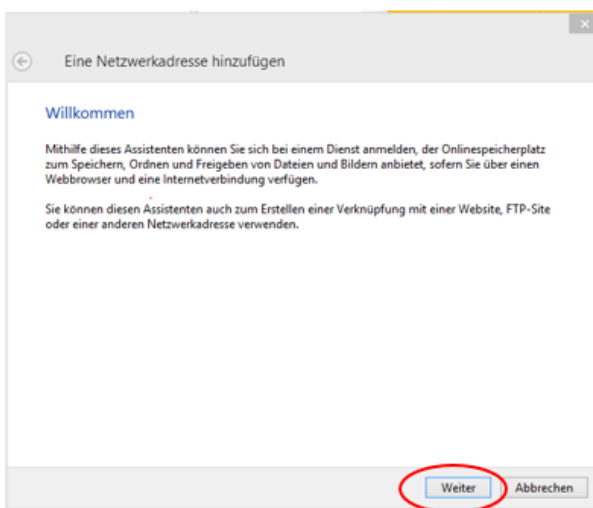 Eine Netzwerkadresse hinzufügen
Willkommen
Mithilfe dieses Assistenten können Sie sich bei einem Dienst anmelden, der Onlinespeicherplatz
zum Speichern, Ordnen und Freigeben von Dateien und Bildern anbietet, sofern Sie über einen
Webbrowser und eine Internetverbindung verfügen.
Sie können diesen Assistenten auch zum Erstellen einer Verknüpfung mit einer Website, FTP-Site
oder einer anderen Netzwerkadresse verwenden.
Weiter Abbrechen